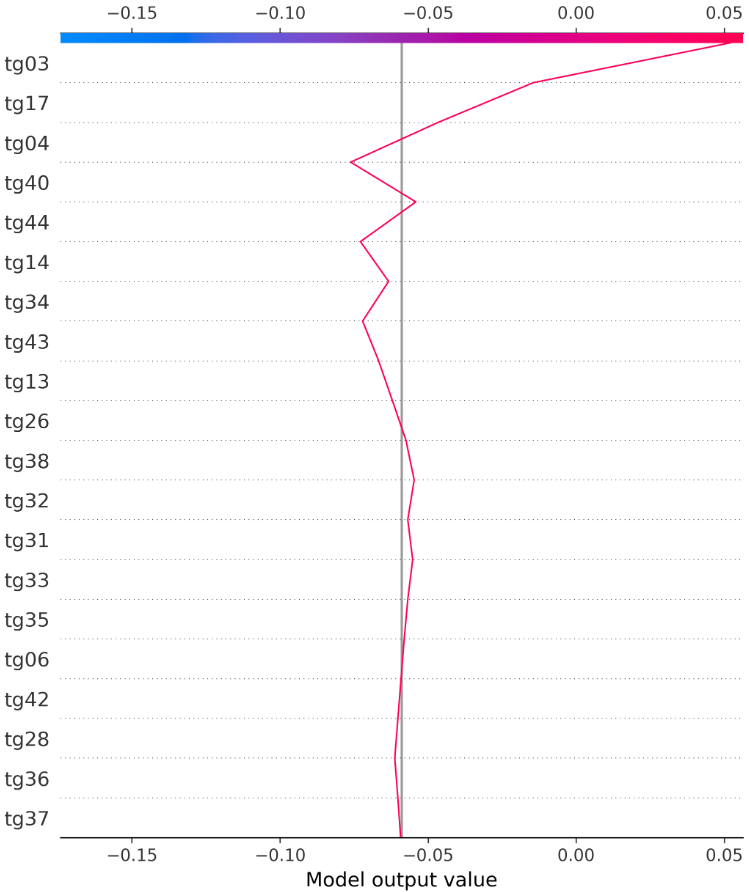 −0.15 −0.10 −0.05 0.00 0.05
tg03
tg17
tg04
tg40
tg44
tg14
tg34
tg43
tg13
tg26
tg38
tg32
tg31
tg33
tg35
tg06
tg42
tg28
tg36
tg37
−0.15 −0.10 −0.05 0.00 0.05
Model output value